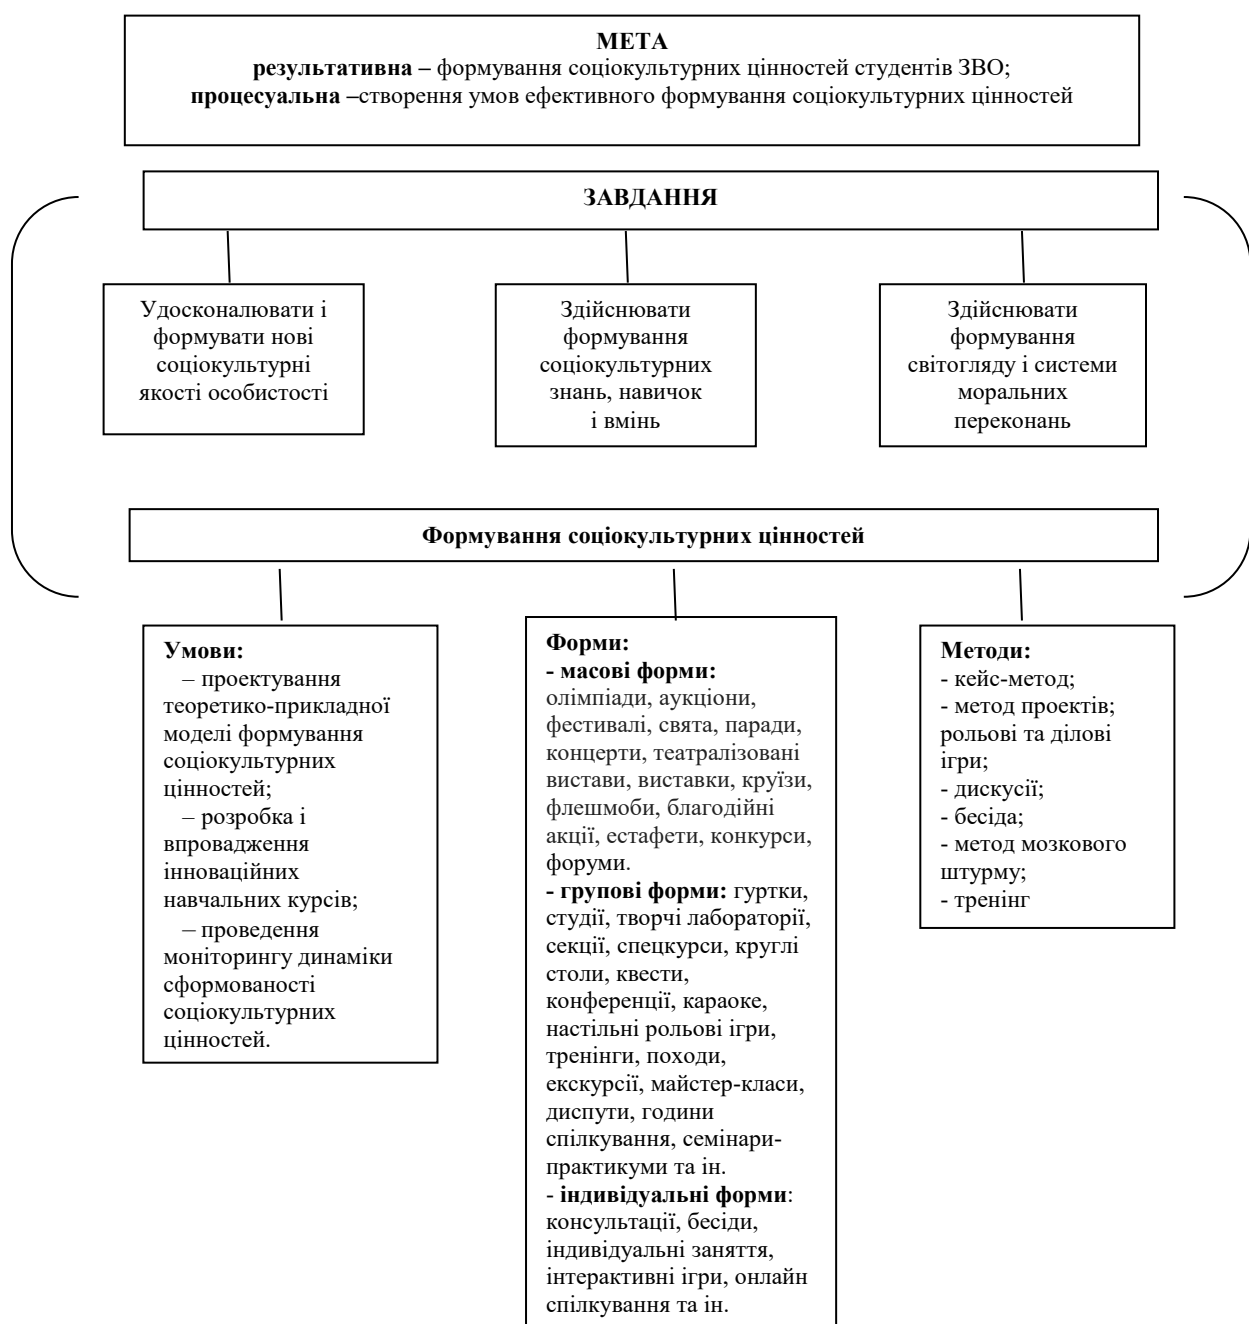 МЕТА
результативна – формування соціокультурних цінностей студентів ЗВО;
процесуальна –створення умов ефективного формування соціокультурних цінностей
ЗАВДАННЯ
Удосконалювати і
формувати нові
соціокультурні
якості особистості
Здійснювати
формування
соціокультурних
знань, навичок
і вмінь
Здійснювати
формування
світогляду і системи
моральних
переконань
Формування соціокультурних цінностей
Умови:
– проектування
теоретико-прикладної
моделі формування
соціокультурних
цінностей;
– розробка і
впровадження
інноваційних
навчальних курсів;
– проведення
моніторингу динаміки
сформованості
соціокультурних
цінностей.
Форми:
- масові форми:
олімпіади, аукціони,
фестивалі, свята, паради,
концерти, театралізовані
вистави, виставки, круїзи,
флешмоби, благодійні
акції, естафети, конкурси,
форуми.
- групові форми: гуртки,
студії, творчі лабораторії,
секції, спецкурси, круглі
столи, квести,
конференції, караоке,
настільні рольові ігри,
тренінги, походи,
екскурсії, майстер-класи,
диспути, години
спілкування, семінари-
практикуми та ін.
- індивідуальні форми:
консультації, бесіди,
індивідуальні заняття,
інтерактивні ігри, онлайн
спілкування та ін.
Методи:
- кейс-метод;
- метод проектів;
рольові та ділові
ігри;
- дискусії;
- бесіда;
- метод мозкового
штурму;
- тренінг